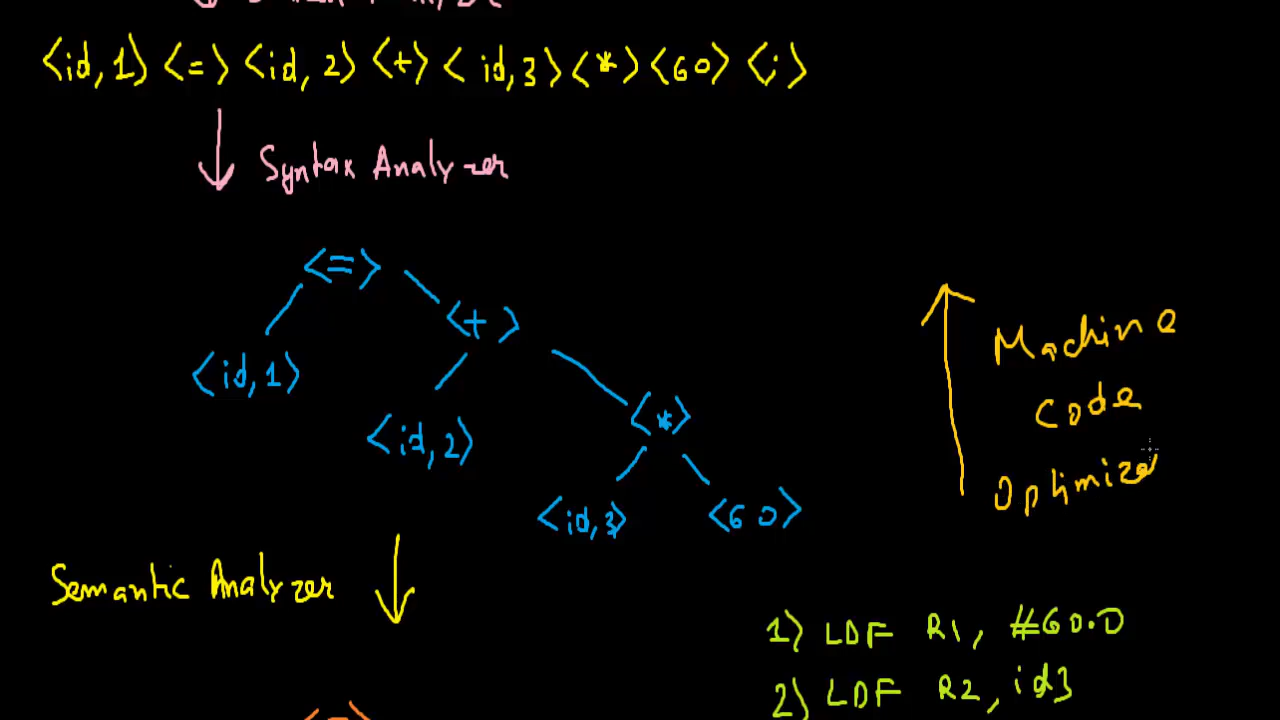 <id, 1> <=> <id, 2> <+> < id, 3> <*> <60> <;>
Syntax Analyzer
<=>
<+>
<id, 1>
<id, 2>
<*>
<id, 3>
<60>
Machine
Code
Optimize
Semantic Analyzer
1) LDF R1, #60.0
2) LDF R2, id3